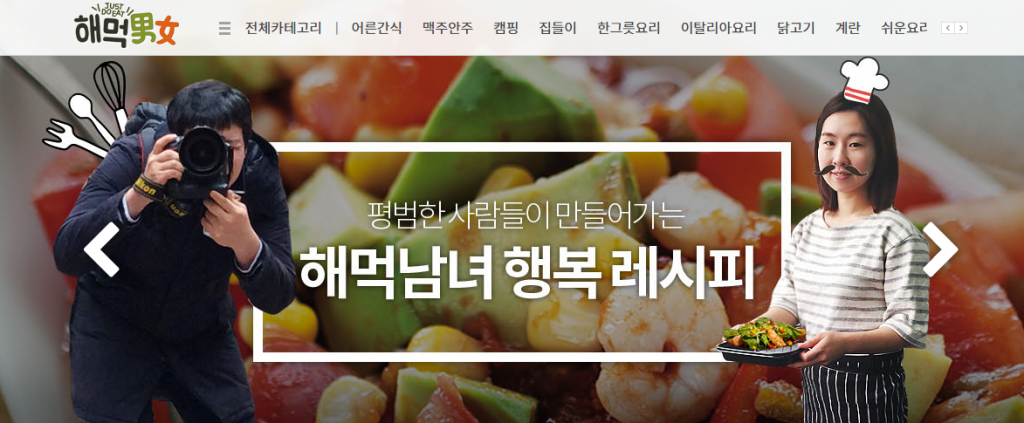 JUST
DO EAT
해먹男女
전체카테고리 | 어른간식 맥주안주 캠핑 집들이 한그릇요리 이탈리아요리 닭고기 계란 쉬운요리
평범한 사람들이 만들어가는
해먹남녀 행복 레시피
Nikon